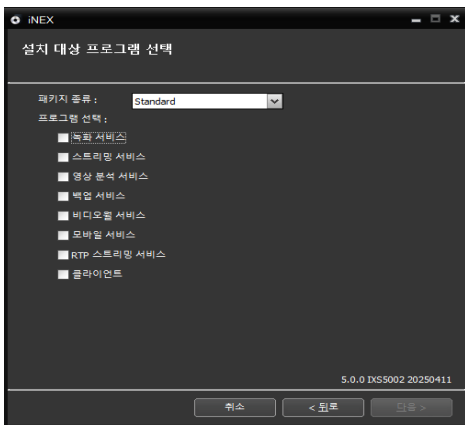 iNEX
설치 대상 프로그램 선택
패키지 종류 : Standard
프로그램 선택 :
녹화 서비스
스트리밍 서비스
영상 분석 서비스
백업 서비스
비디오월 서비스
모바일 서비스
RTP 스트리밍 서비스
클라이언트
5.0.0 IXS5002 20250411
취소 < 뒤로 다음 >